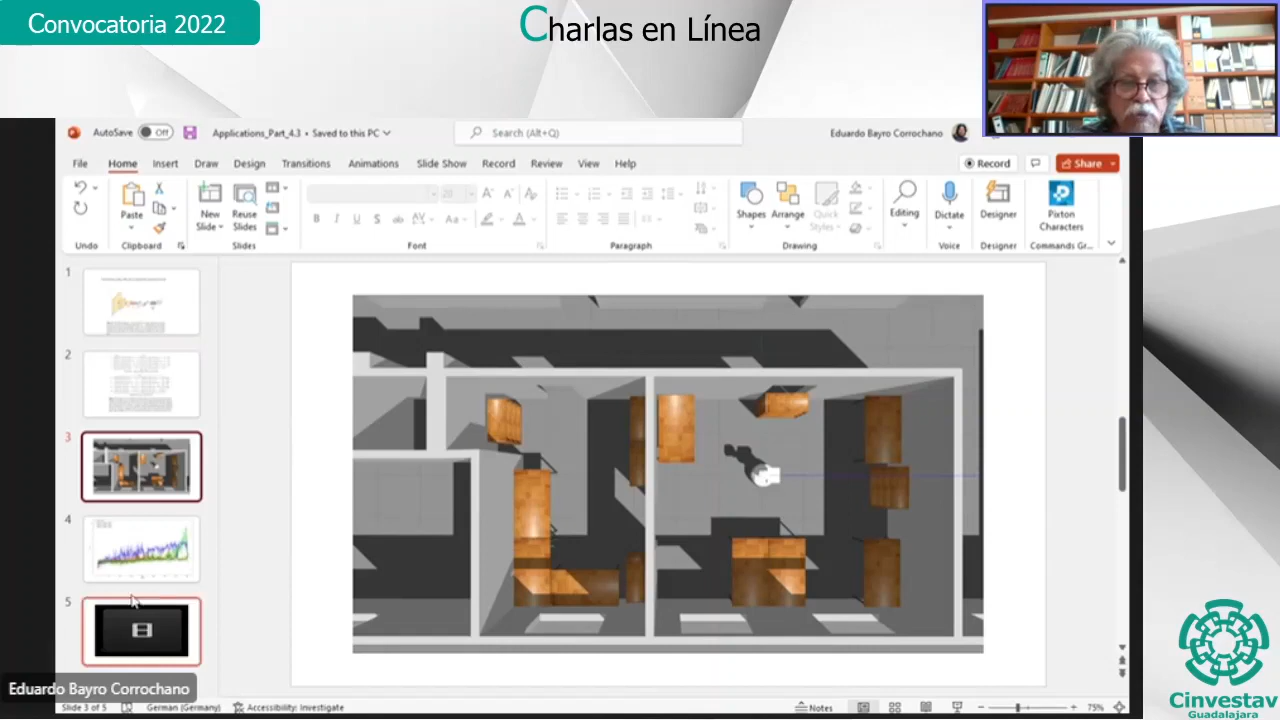 Convocatoria 2022
Charlas en Línea
AutoSave Off Applications_Part_4.3 • Saved to this PC Search (Alt+Q) Eduardo Bayro Corrochano
File Home Insert Draw Design Transitions Animations Slide Show Record Review View Help Record Share
Paste New Slide Reuse Slides Shapes Arrange Quick Styles Editing Dictate Designer Pixton Characters
Undo Clipboard Slides Font Paragraph Drawing Voice Designer Commands Gr...
1
2
3
4
5
Eduardo Bayro Corrochano
Slide 3 of 5 German (Germany) Accessibility: Investigate Notes 75%
Cinvestav
Guadalajara